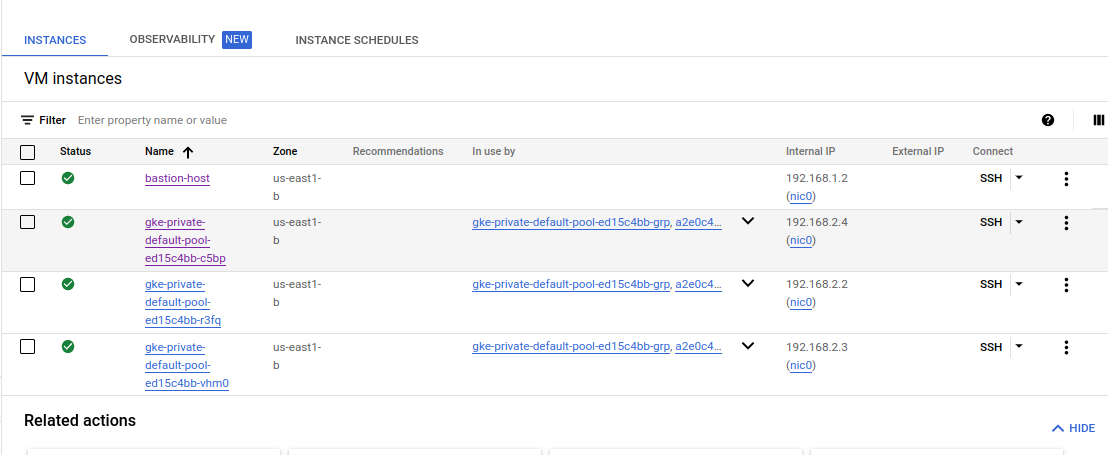 INSTANCES OBSERVABILITY NEW INSTANCE SCHEDULES
VM instances
Filter Enter property name or value
Status Name Zone Recommendations In use by Internal IP External IP Connect
bastion-host us-east1- 192.168.1.2 SSH
b (nic0)
gke-private- us-east1- gke-private-default-pool-ed15c4bb-grp, a2e0c4... 192.168.2.4 SSH
default-pool- b (nic0)
ed15c4bb-c5bp
gke-private- us-east1- gke-private-default-pool-ed15c4bb-grp, a2e0c4... 192.168.2.2 SSH
default-pool- b (nic0)
ed15c4bb-r3fq
gke-private- us-east1- gke-private-default-pool-ed15c4bb-grp, a2e0c4... 192.168.2.3 SSH
default-pool- b (nic0)
ed15c4bb-vhm0
Related actions
HIDE